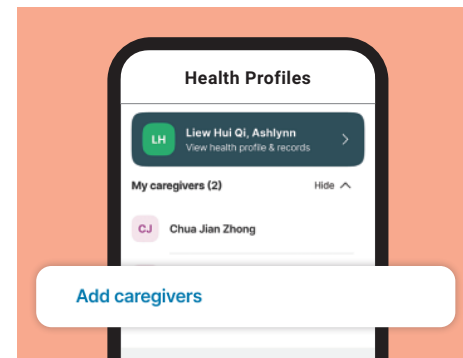 Health Profiles
LH
Liew Hui Qi, Ashlynn
View health profile & records
My caregivers (2)
Hide
CJ
Chua Jian Zhong
Add caregivers